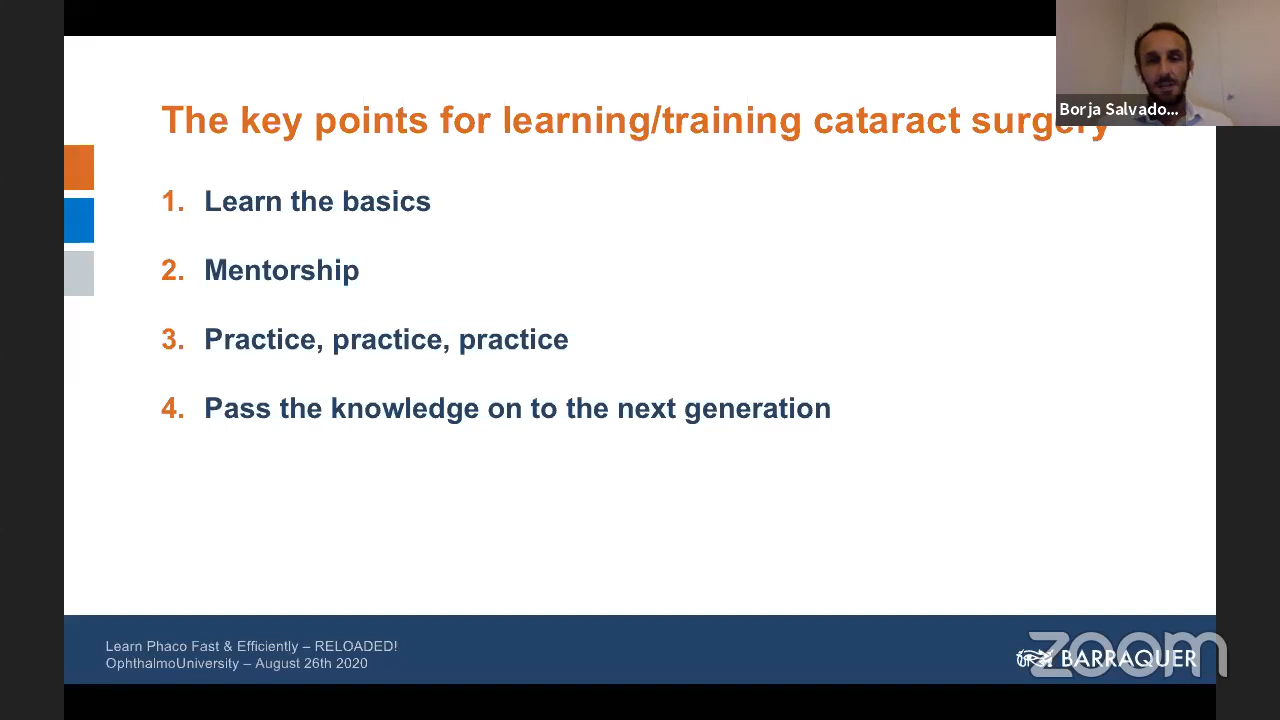 The key points for learning/training cataract surgery
Borja Salvado...
1. Learn the basics
2. Mentorship
3. Practice, practice, practice
4. Pass the knowledge on to the next generation
Learn Phaco Fast & Efficiently – RELOADED!
OphthalmoUniversity – August 26th 2020
BARRAQUER
zoom